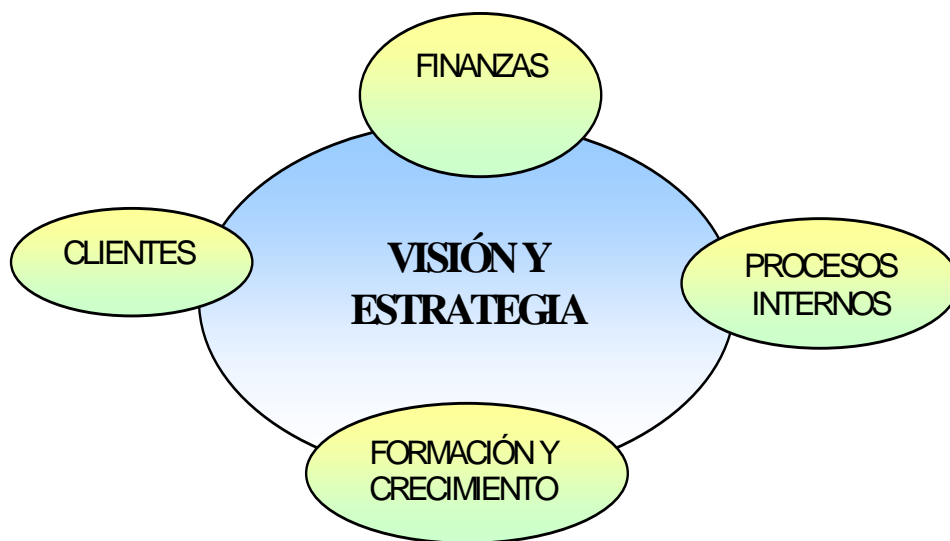 FINANZAS
CLIENTES
VISIÓN Y
ESTRATEGIA
PROCESOS
INTERNOS
FORMACIÓN Y
CRECIMIENTO